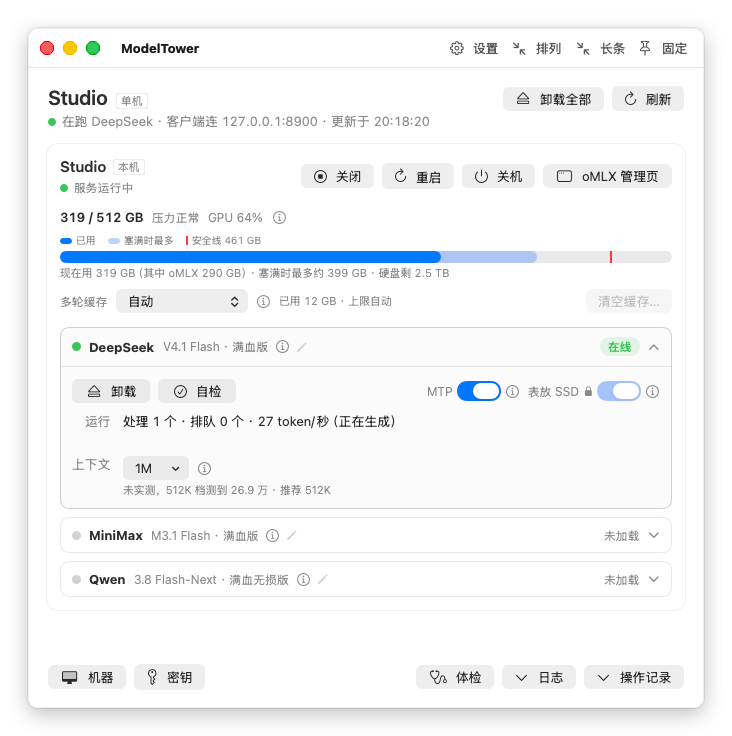 ModelTower 设置 排列 长条 固定
Studio 单机 卸载全部 刷新
在跑 DeepSeek · 客户端连 127.0.0.1:8900 · 更新于 20:18:20
Studio 本机 关闭 重启 关机 oMLX 管理页
服务运行中
319 / 512 GB 压力正常 GPU 64%
已用 塞满时最多 安全线 461 GB
现在用 319 GB (其中 oMLX 290 GB) · 塞满时最多约 399 GB · 硬盘剩 2.5 TB
多轮缓存 自动 已用 12 GB · 上限自动 清空缓存...
DeepSeek V4.1 Flash · 满血版 在线
卸载 自检 MTP 表放 SSD
运行 处理 1 个 · 排队 0 个 · 27 token/秒 (正在生成)
上下文 1M
未实测，512K 档测到 26.9 万 · 推荐 512K
MiniMax M3.1 Flash · 满血版 未加载
Qwen 3.8 Flash-Next · 满血无损版 未加载
机器 密钥 体检 日志 操作记录